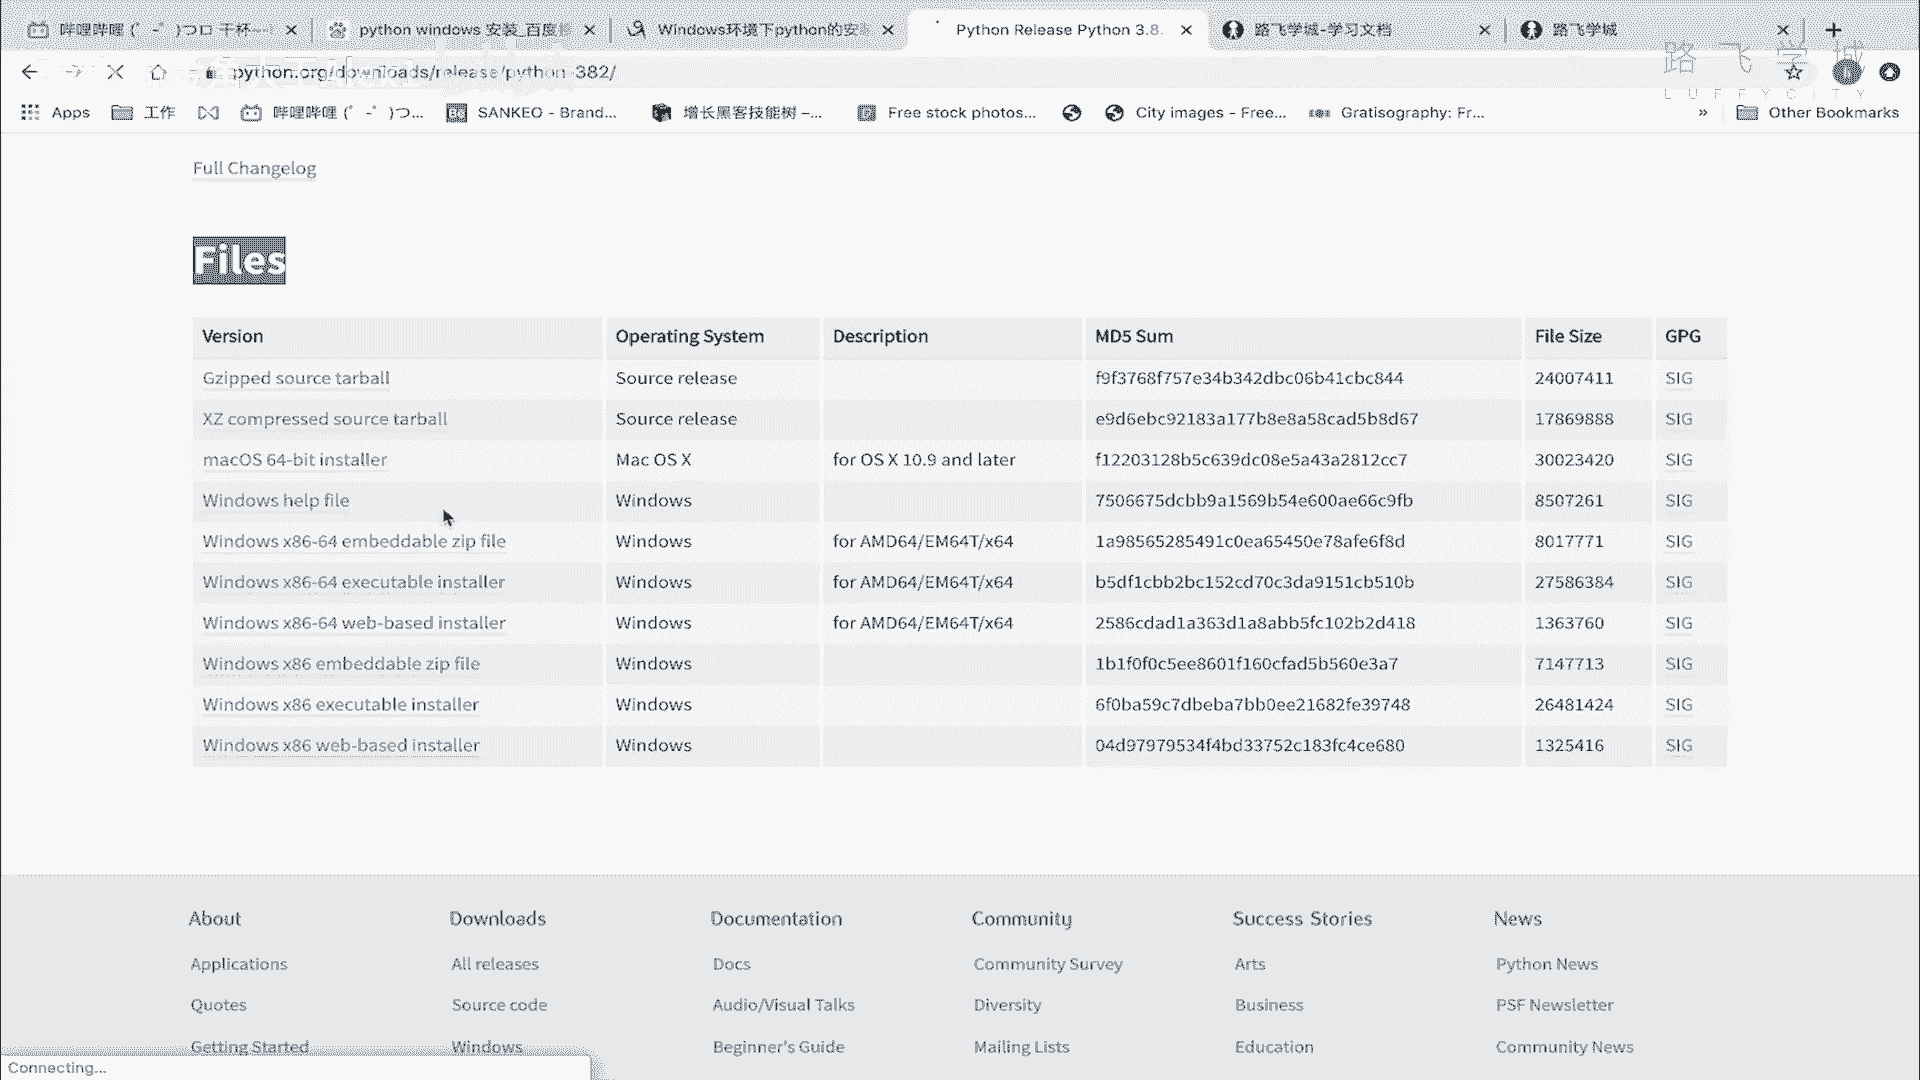 哔哩哔哩 (゜-゜)つロ 干杯~-
python windows 安装_百度搜
Windows环境下python的安装
Python Release Python 3.8.
路飞学城-学习文档
路飞学城
python.org/downloads/release/python-382/
路飞学城
LUFFYCITY
Apps
工作
哔哩哔哩 (゜-゜)つ...
SANKEO - Brand...
增长黑客技能树 –...
Free stock photos...
City images - Free...
Gratisography: Fr...
»
Other Bookmarks
Full Changelog
Files
Version Operating System Description MD5 Sum File Size GPG
Gzipped source tarball Source release f9f3768f757e34b342dbc06b41cbc844 24007411 SIG
XZ compressed source tarball Source release e9d6ebc92183a177b8e8a58cad5b8d67 17869888 SIG
macOS 64-bit installer Mac OS X for OS X 10.9 and later f12203128b5c639dc08e5a43a2812cc7 30023420 SIG
Windows help file Windows 7506675dcbb9a1569b54e600ae66c9fb 8507261 SIG
Windows x86-64 embeddable zip file Windows for AMD64/EM64T/x64 1a98565285491c0ea65450e78afe6f8d 8017771 SIG
Windows x86-64 executable installer Windows for AMD64/EM64T/x64 b5df1cbb2bc152cd70c3da9151cb510b 27586384 SIG
Windows x86-64 web-based installer Windows for AMD64/EM64T/x64 2586cdad1a363d1a8abb5fc102b2d418 1363760 SIG
Windows x86 embeddable zip file Windows 1b1f0f0c5ee8601f160cfad5b560e3a7 7147713 SIG
Windows x86 executable installer Windows 6f0ba59c7dbeba7bb0ee21682fe39748 26481424 SIG
Windows x86 web-based installer Windows 04d97979534f4bd33752c183fc4ce680 1325416 SIG
About Downloads Documentation Community Success Stories News
Applications All releases Docs Community Survey Arts Python News
Quotes Source code Audio/Visual Talks Diversity Business PSF Newsletter
Getting Started Windows Beginner's Guide Mailing Lists Education Community News
Connecting...